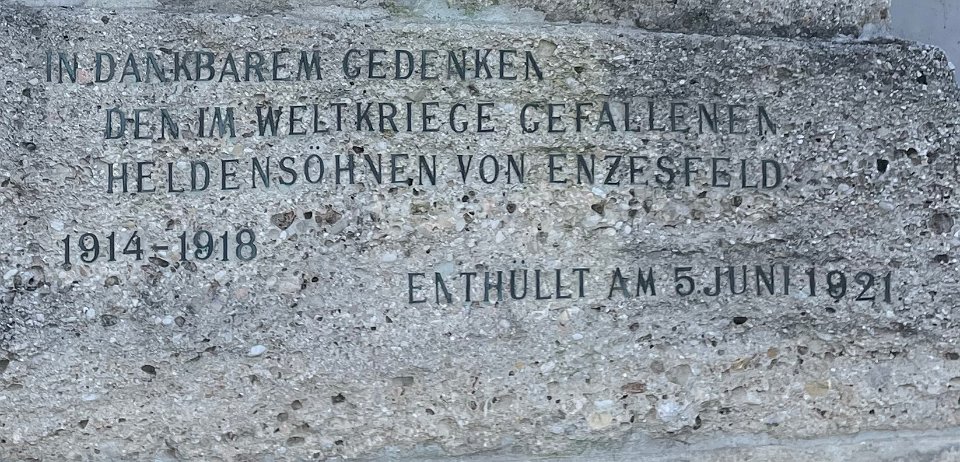 IN DANKBAREM GEDENKEN
DEN IM WELTKRIEGE GEFALLENEN
HELDENSÖHNEN VON ENZESFELD.
1914-1918
ENTHÜLLT AM 5.JUNI 1921.